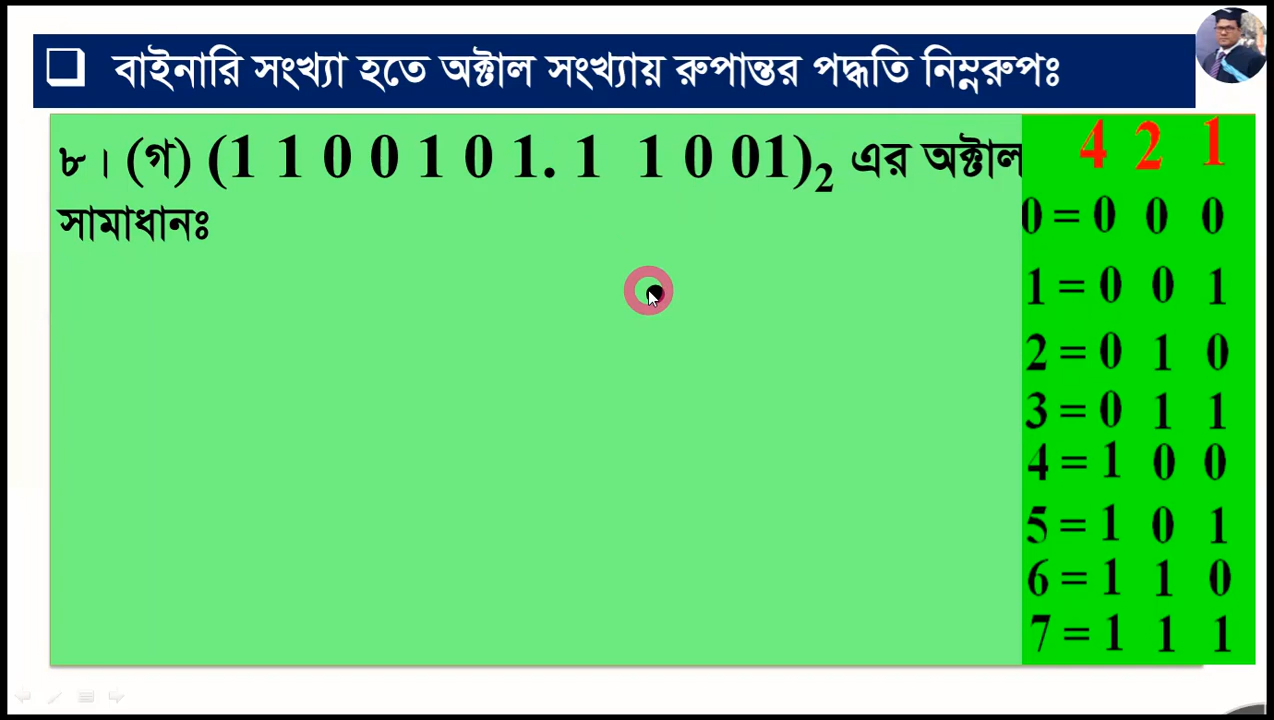 ❑ বাইনারি সংখ্যা হতে অক্টাল সংখ্যায় রুপান্তর পদ্ধতি নিম্নরুপঃ
৮। (গ) (1 1 0 0 1 0 1. 1 1 0 01)₂ এর অক্টাল
সামাধানঃ
4 2 1
0 = 0 0 0
1 = 0 0 1
2 = 0 1 0
3 = 0 1 1
4 = 1 0 0
5 = 1 0 1
6 = 1 1 0
7 = 1 1 1